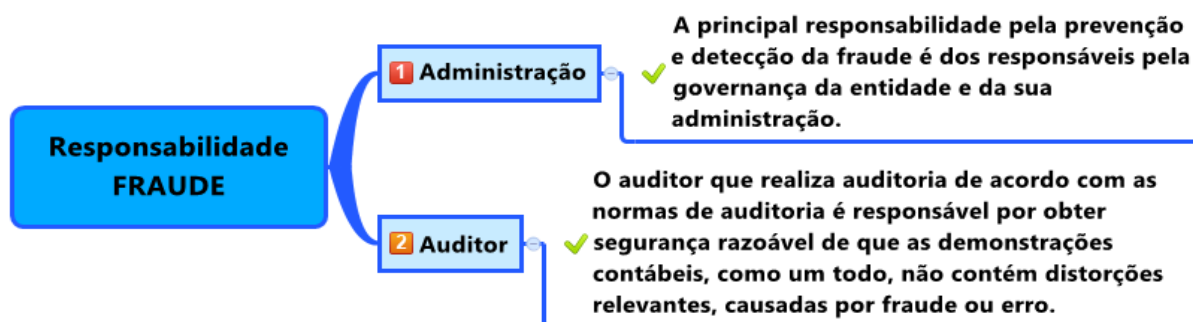 Responsabilidade
FRAUDE
1 Administração
A principal responsabilidade pela prevenção
e detecção da fraude é dos responsáveis pela
governança da entidade e da sua
administração.
2 Auditor
O auditor que realiza auditoria de acordo com as
normas de auditoria é responsável por obter
segurança razoável de que as demonstrações
contábeis, como um todo, não contém distorções
relevantes, causadas por fraude ou erro.